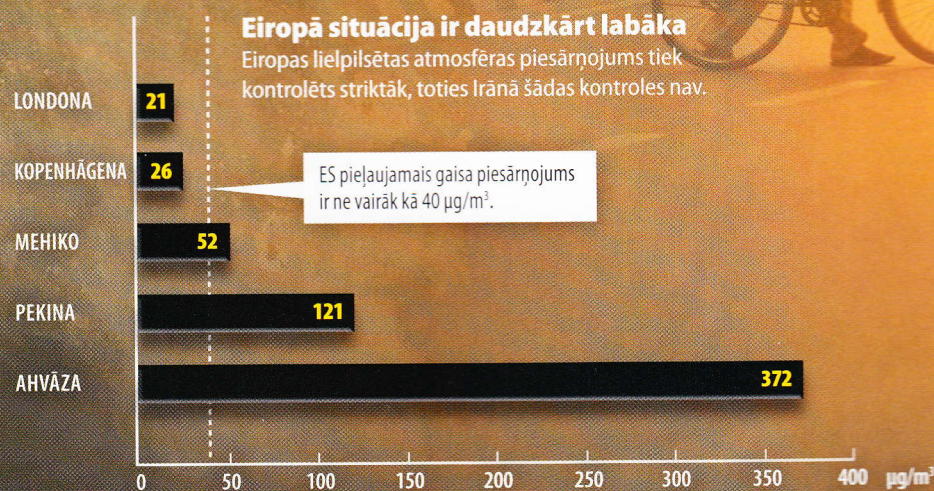 Eiropā situācija ir daudzkārt labāka
Eiropas lielpilsētas atmosfēras piesārņojums tiek
kontrolēts striktāk, toties Irānā šādas kontroles nav.
LONDONA 21
KOPENHĀGENA 26
ES pieļaujamais gaisa piesārņojums
ir ne vairāk kā 40 µg/m³.
MEHIKO 52
PEKINA 121
AHVĀZA 372
0 50 100 150 200 250 300 350 400 µg/m³